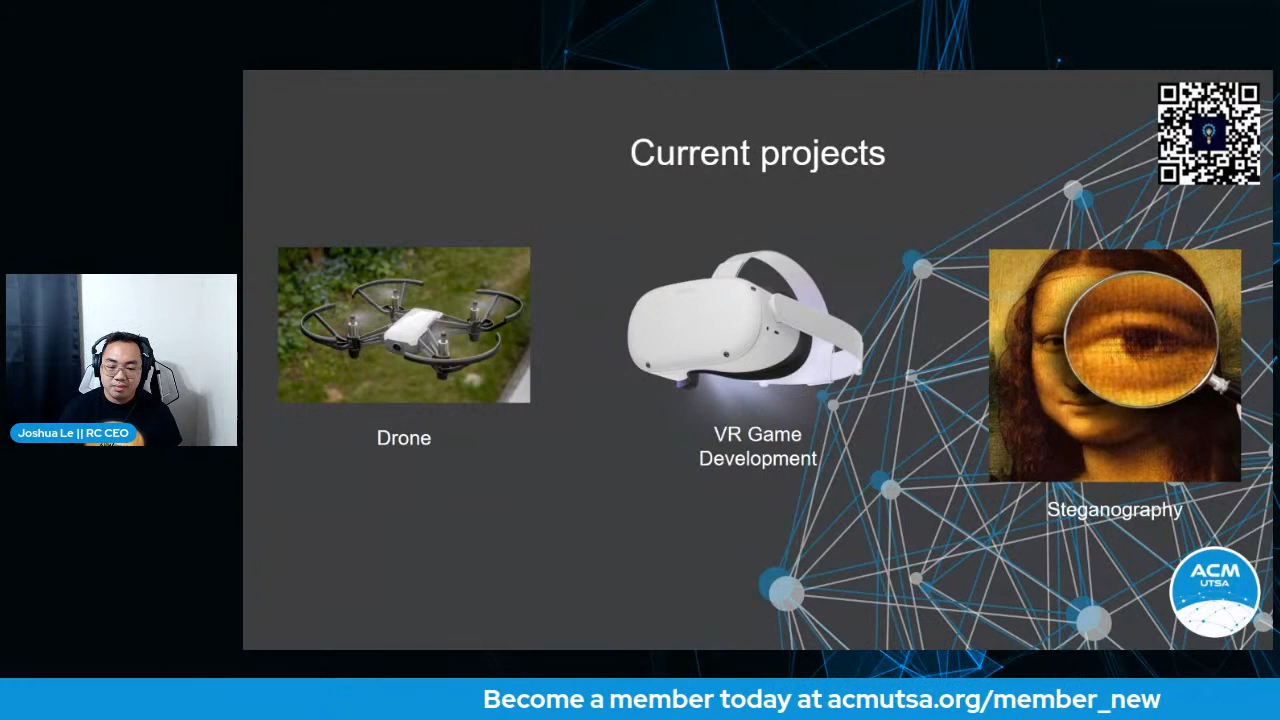 Current projects
Joshua Le || RC CEO
Drone
VR Game
Development
Steganography
ACM
UTSA
Become a member today at acmutsa.org/member_new